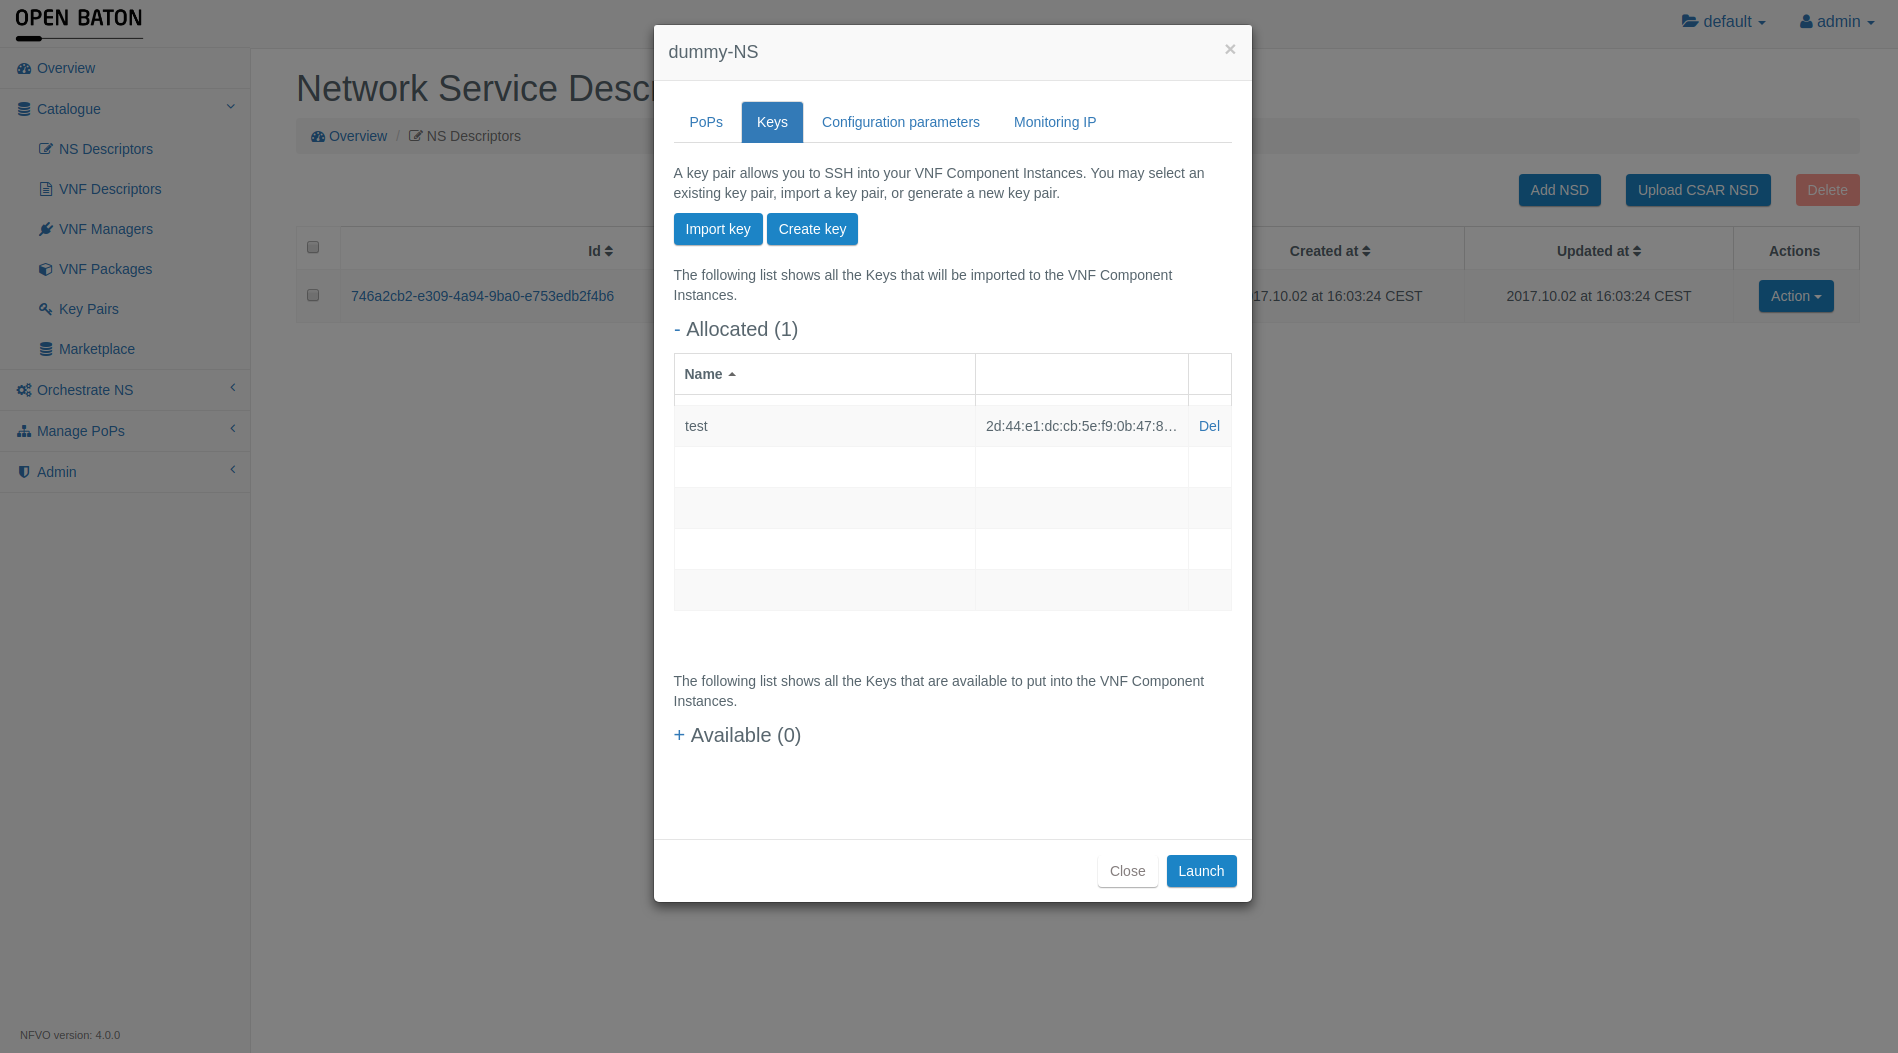 OPEN BATON
default
admin
Overview
Catalogue
NS Descriptors
VNF Descriptors
VNF Managers
VNF Packages
Key Pairs
Marketplace
Orchestrate NS
Manage PoPs
Admin
NFVO version: 4.0.0
Network Service Desc
Overview / NS Descriptors
Add NSD
Upload CSAR NSD
Delete
Id
Created at
Updated at
Actions
746a2cb2-e309-4a94-9ba0-e753edb2f4b6
17.10.02 at 16:03:24 CEST
2017.10.02 at 16:03:24 CEST
Action
dummy-NS
×
PoPs
Keys
Configuration parameters
Monitoring IP
A key pair allows you to SSH into your VNF Component Instances. You may select an
existing key pair, import a key pair, or generate a new key pair.
Import key
Create key
The following list shows all the Keys that will be imported to the VNF Component
Instances.
- Allocated (1)
Name
test
2d:44:e1:dc:cb:5e:f9:0b:47:8…
Del
The following list shows all the Keys that are available to put into the VNF Component
Instances.
+ Available (0)
Close
Launch